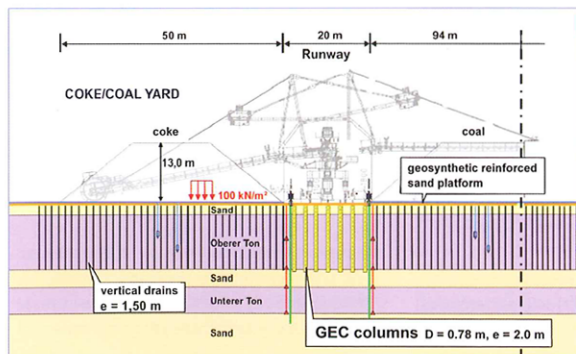 50 m
20 m
94 m
Runway
COKE/COAL YARD
coke
coal
13,0 m
geosynthetic reinforced
sand platform
100 kN/m²
Sand
Oberer Ton
vertical drains
e = 1,50 m
Sand
Unterer Ton
GEC columns D = 0.78 m, e = 2.0 m
Sand